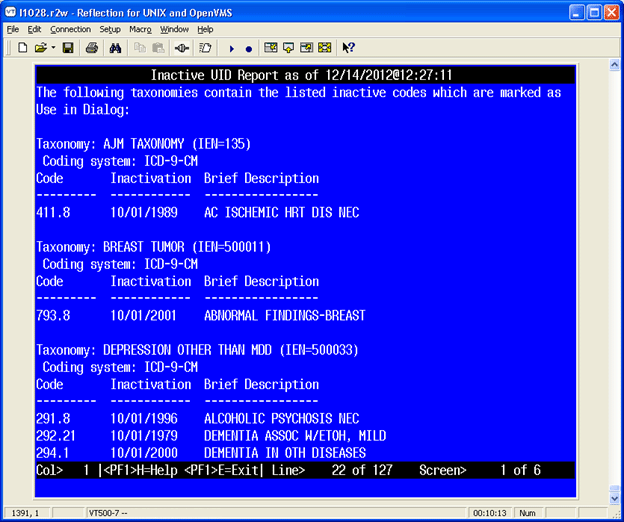 I1028.r2w - Reflection for UNIX and OpenVMS
File Edit Connection Setup Macro Window Help
Inactive UID Report as of 12/14/2012@12:27:11
The following taxonomies contain the listed inactive codes which are marked as
Use in Dialog:
Taxonomy: AJM TAXONOMY (IEN=135)
Coding system: ICD-9-CM
Code Inactivation Brief Description
--------- ------------ -----------------
411.8 10/01/1989 AC ISCHEMIC HRT DIS NEC
Taxonomy: BREAST TUMOR (IEN=500011)
Coding system: ICD-9-CM
Code Inactivation Brief Description
--------- ------------ -----------------
793.8 10/01/2001 ABNORMAL FINDINGS-BREAST
Taxonomy: DEPRESSION OTHER THAN MDD (IEN=500033)
Coding system: ICD-9-CM
Code Inactivation Brief Description
--------- ------------ -----------------
291.8 10/01/1996 ALCOHOLIC PSYCHOSIS NEC
292.21 10/01/1979 DEMENTIA ASSOC W/ETOH, MILD
294.1 10/01/2000 DEMENTIA IN OTH DISEASES
Col> 1 |<PF1>H=Help <PF1>E=Exit| Line> 22 of 127 Screen> 1 of 6
1391, 1 VT500-7 -- 00:10:13 Num